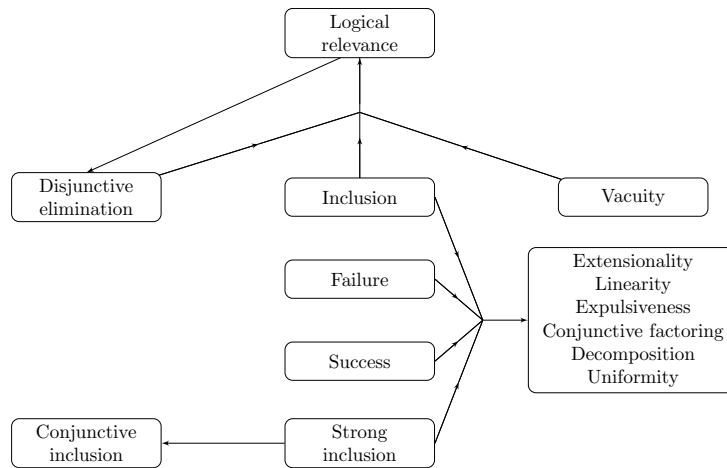 Logical
relevance
Disjunctive
elimination
Inclusion
Vacuity
Failure
Success
Extensionality
Linearity
Expulsiveness
Conjunctive factoring
Decomposition
Uniformity
Conjunctive
inclusion
Strong
inclusion